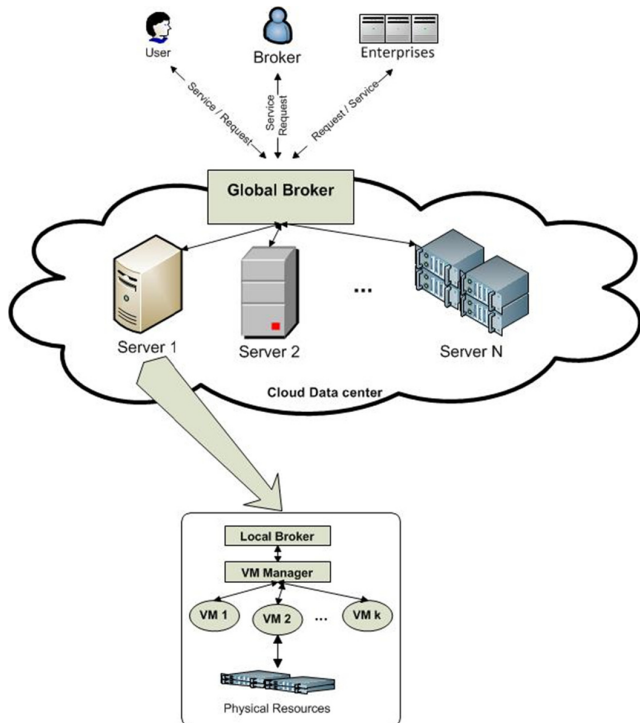 User
Broker
Enterprises
Service / Request
Service
Request
Request / Service
Global Broker
...
Server 1
Server 2
Server N
Cloud Data center
Local Broker
VM Manager
VM 1
VM 2
...
VM k
Physical Resources